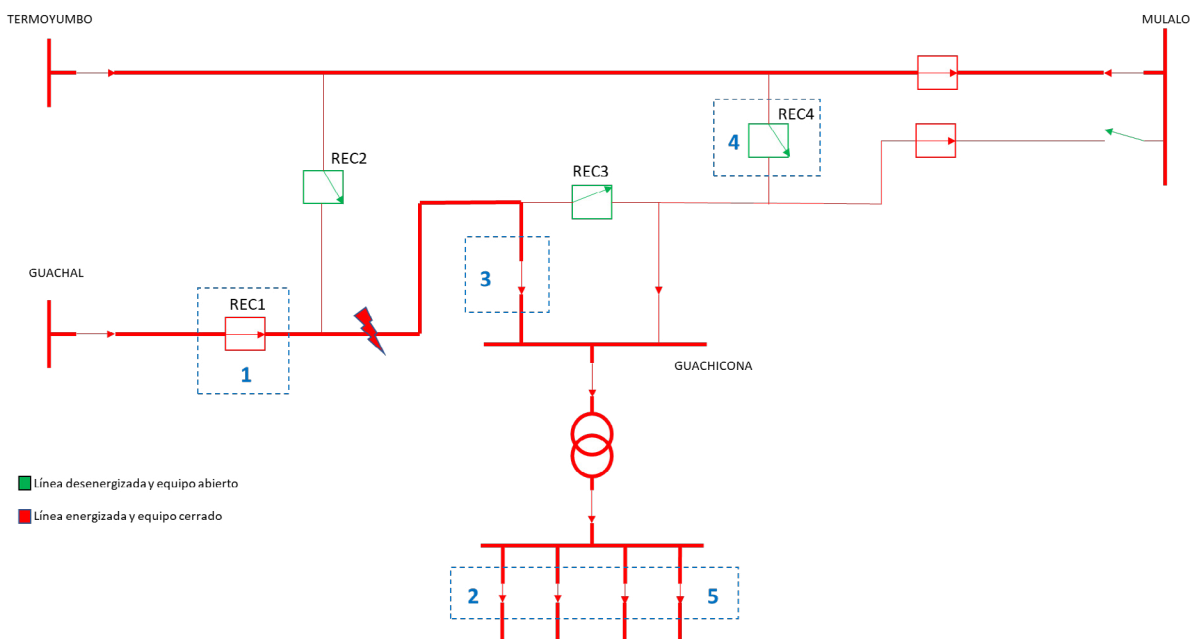 TERMOYUMBO
MULALO
REC4
4
REC2
REC3
3
GUACHAL
REC1
1
GUACHICONA
Línea desenergizada y equipo abierto
Línea energizada y equipo cerrado
2
5